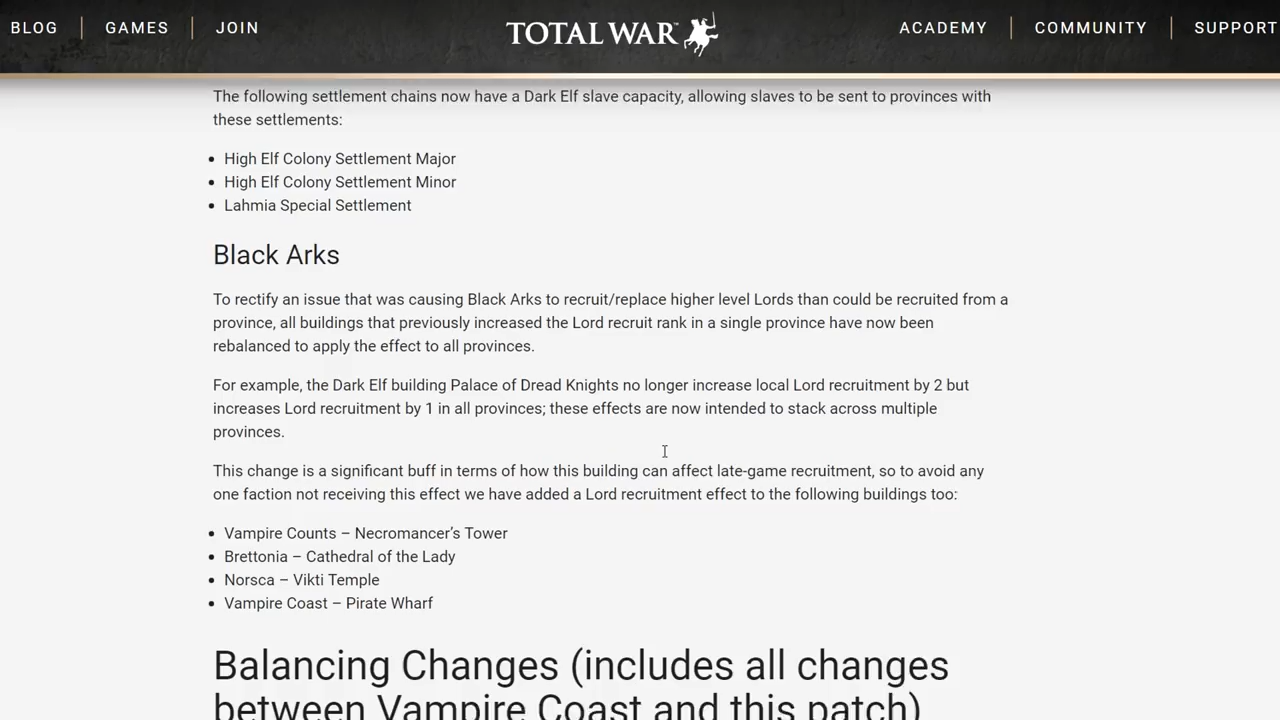 BLOG GAMES JOIN TOTAL WAR™ ACADEMY COMMUNITY SUPPORT
The following settlement chains now have a Dark Elf slave capacity, allowing slaves to be sent to provinces with
these settlements:
• High Elf Colony Settlement Major
• High Elf Colony Settlement Minor
• Lahmia Special Settlement
Black Arks
To rectify an issue that was causing Black Arks to recruit/replace higher level Lords than could be recruited from a
province, all buildings that previously increased the Lord recruit rank in a single province have now been
rebalanced to apply the effect to all provinces.
For example, the Dark Elf building Palace of Dread Knights no longer increase local Lord recruitment by 2 but
increases Lord recruitment by 1 in all provinces; these effects are now intended to stack across multiple
provinces.
This change is a significant buff in terms of how this building can affect late-game recruitment, so to avoid any
one faction not receiving this effect we have added a Lord recruitment effect to the following buildings too:
• Vampire Counts – Necromancer’s Tower
• Brettonia – Cathedral of the Lady
• Norsca – Vikti Temple
• Vampire Coast – Pirate Wharf
Balancing Changes (includes all changes
between Vampire Coast and this patch)